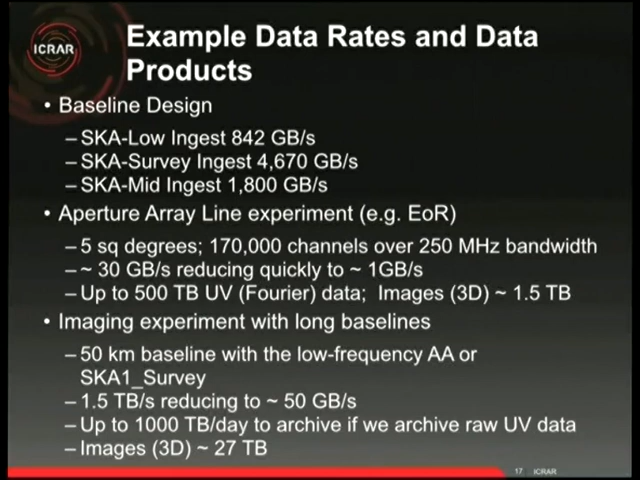 ICRAR
Example Data Rates and Data
Products
• Baseline Design
– SKA-Low Ingest 842 GB/s
– SKA-Survey Ingest 4,670 GB/s
– SKA-Mid Ingest 1,800 GB/s
• Aperture Array Line experiment (e.g. EoR)
– 5 sq degrees; 170,000 channels over 250 MHz bandwidth
– ~ 30 GB/s reducing quickly to ~ 1GB/s
– Up to 500 TB UV (Fourier) data; Images (3D) ~ 1.5 TB
• Imaging experiment with long baselines
– 50 km baseline with the low-frequency AA or
SKA1_Survey
– 1.5 TB/s reducing to ~ 50 GB/s
– Up to 1000 TB/day to archive if we archive raw UV data
– Images (3D) ~ 27 TB
17 ICRAR